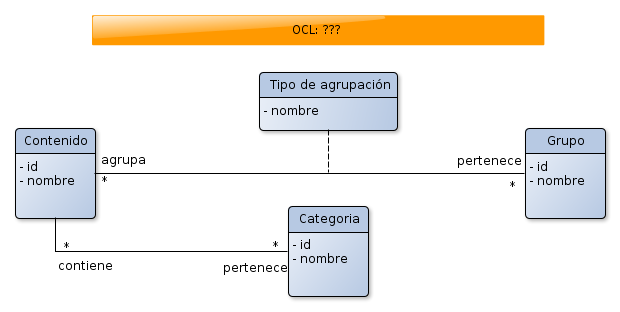 OCL: ???
Tipo de agrupación
- nombre
Contenido
- id
- nombre
agrupa
*
pertenece
*
Grupo
- id
- nombre
Categoria
- id
- nombre
*
contiene
*
pertenece